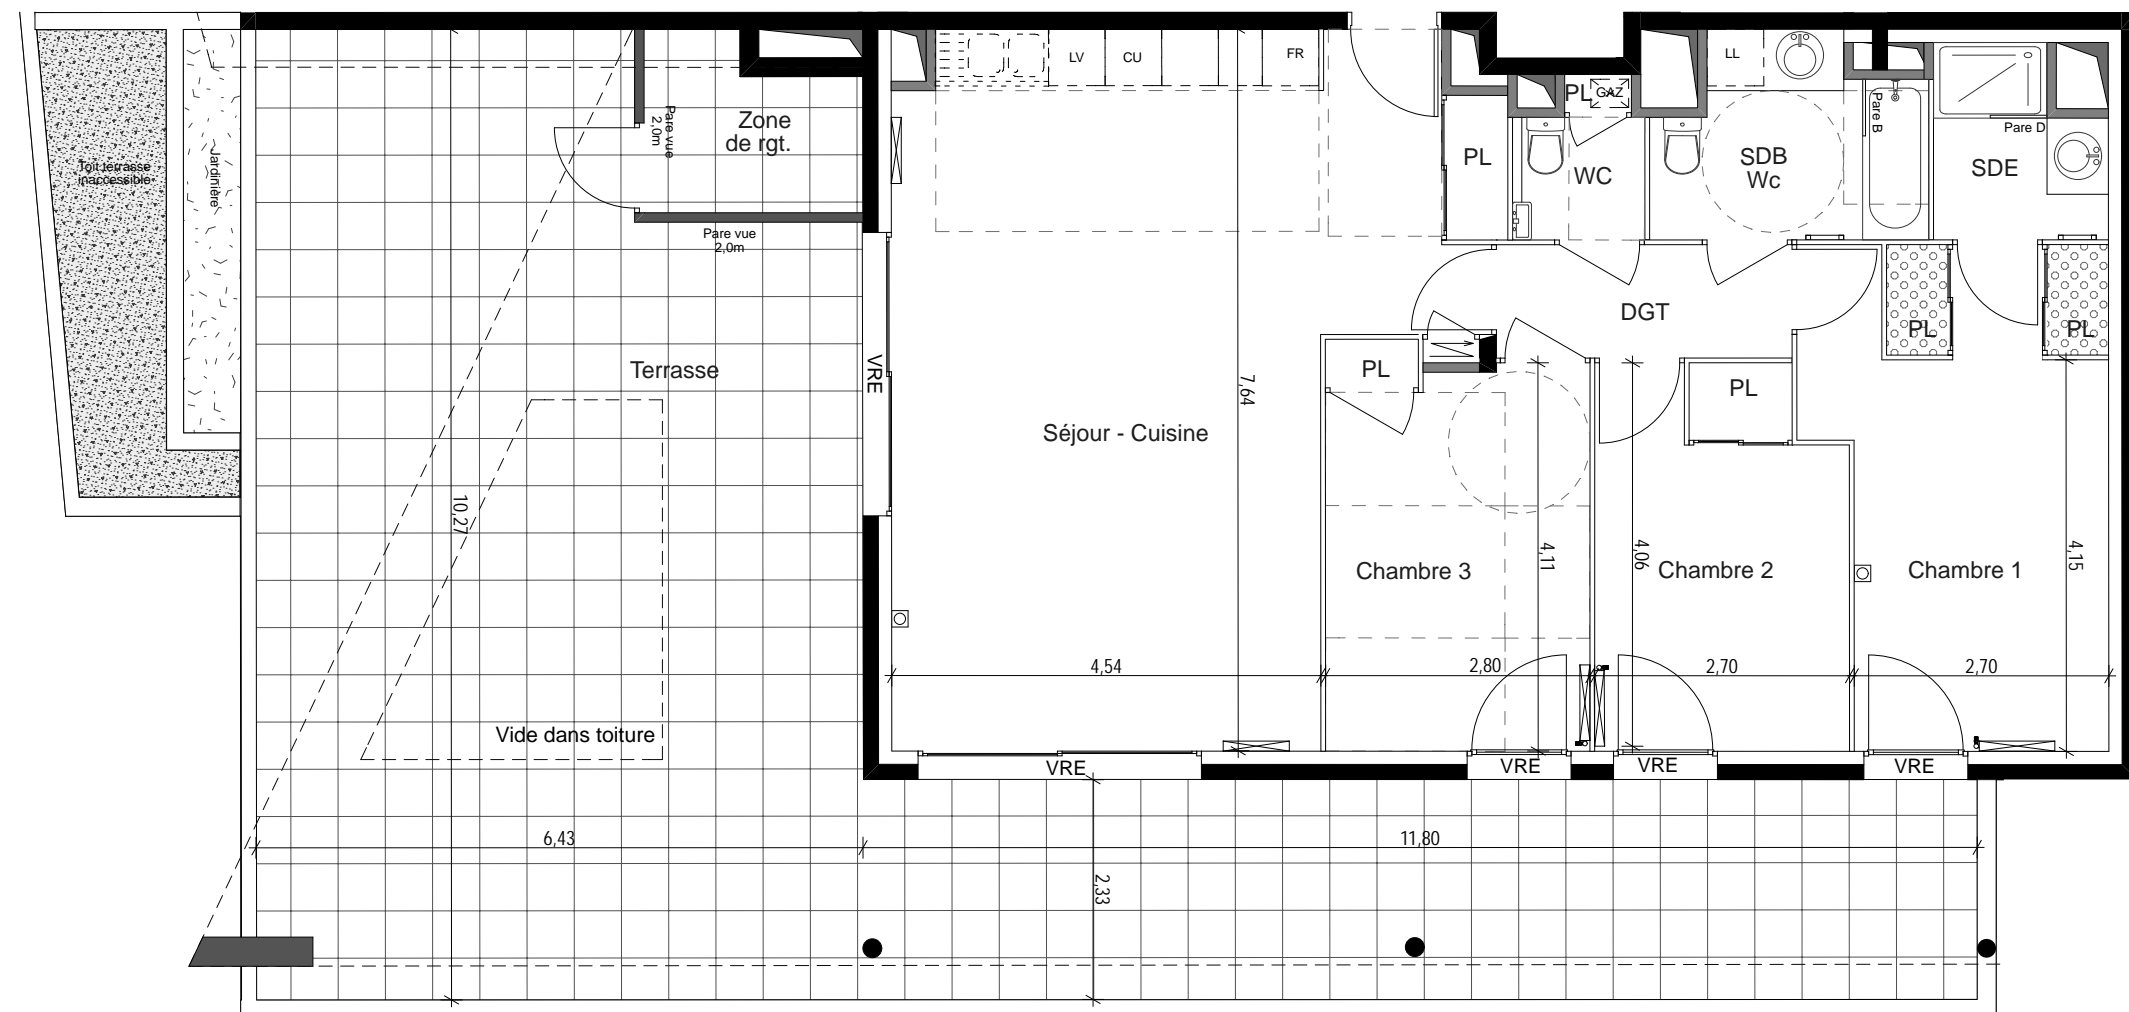 LV
CU
FR
LL
Zone
de rgt.
Pare vue
2,0m
Pare vue
2,0m
Toit terrasse
inaccessible
Jardinière
PL
GAZ
PL
WC
SDB
Wc
Pare B
Pare D
SDE
Terrasse
VRE
7,64
DGT
PL
PL
PL
PL
Séjour - Cuisine
10,27
Chambre 3
4,11
4,06
Chambre 2
Chambre 1
4,15
4,54
2,80
2,70
2,70
Vide dans toiture
VRE
VRE
VRE
VRE
6,43
11,80
2,33